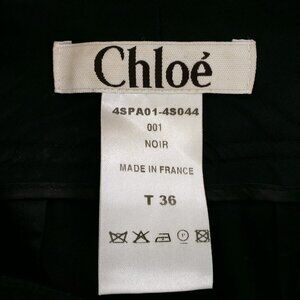 Chloé
4SPA01-4S044
001
NOIR
MADE IN FRANCE
T 36